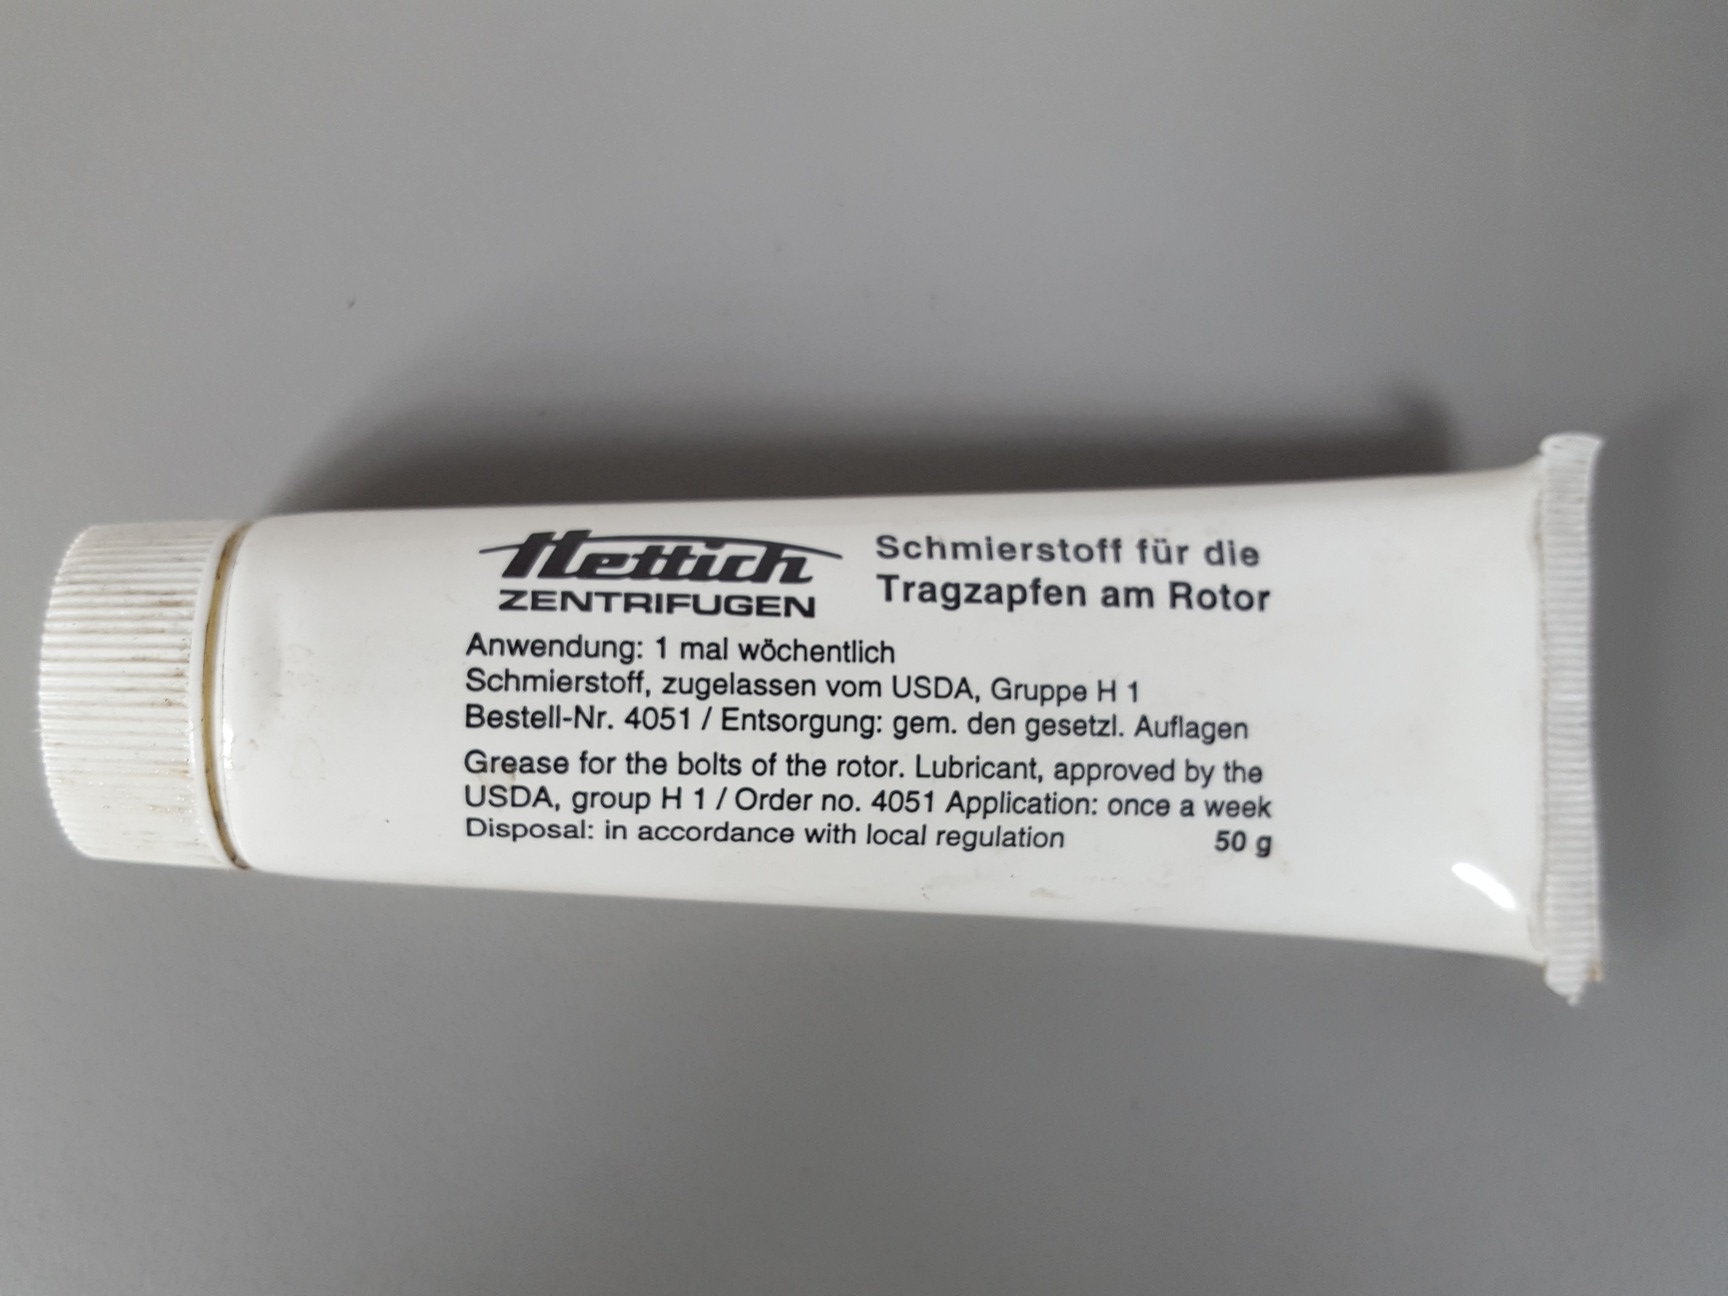 Hettich
ZENTRIFUGEN
Schmierstoff für die
Tragzapfen am Rotor
Anwendung: 1 mal wöchentlich
Schmierstoff, zugelassen vom USDA, Gruppe H 1
Bestell-Nr. 4051 / Entsorgung: gem. den gesetzl. Auflagen
Grease for the bolts of the rotor. Lubricant, approved by the
USDA, group H 1 / Order no. 4051 Application: once a week
Disposal: in accordance with local regulation 50 g